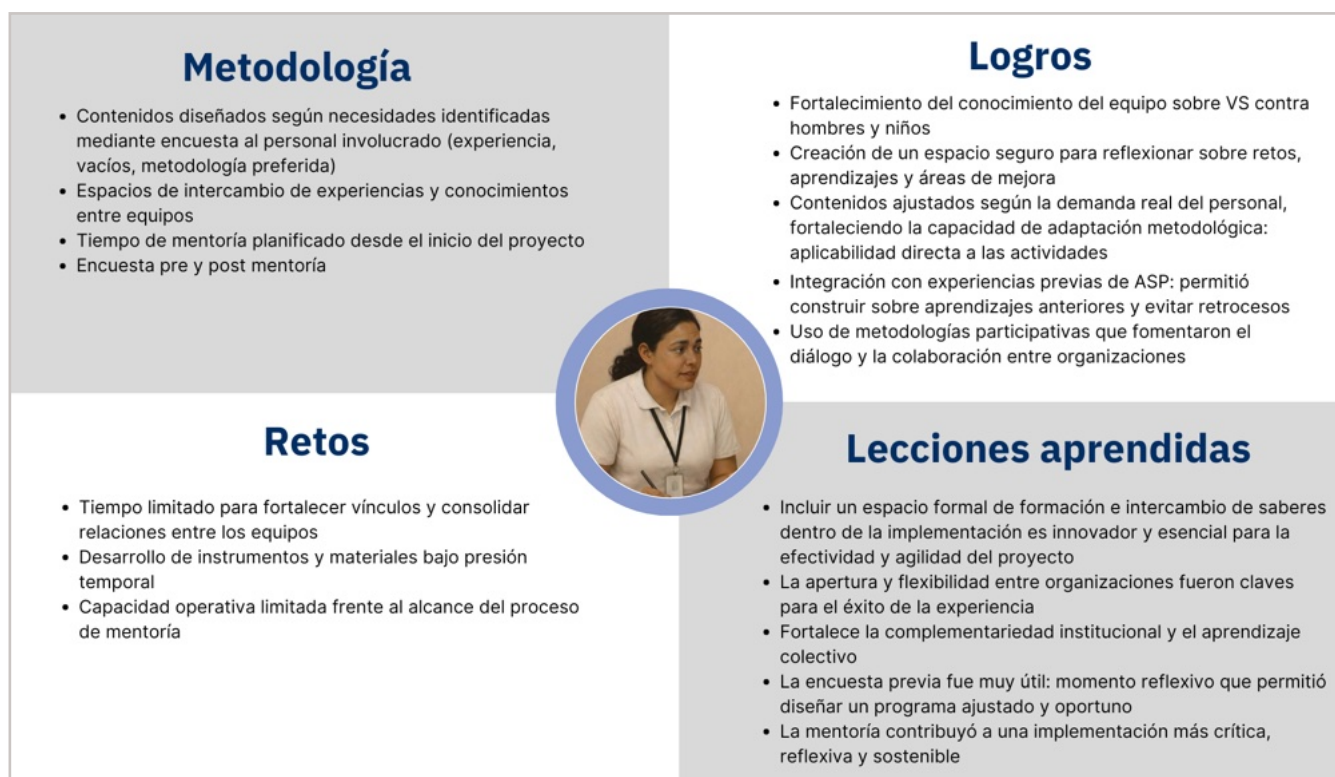 Metodología
• Contenidos diseñados según necesidades identificadas
mediante encuesta al personal involucrado (experiencia,
vacíos, metodología preferida)
• Espacios de intercambio de experiencias y conocimientos
entre equipos
• Tiempo de mentoría planificado desde el inicio del proyecto
• Encuesta pre y post mentoría
Logros
• Fortalecimiento del conocimiento del equipo sobre VS contra
hombres y niños
• Creación de un espacio seguro para reflexionar sobre retos,
aprendizajes y áreas de mejora
• Contenidos ajustados según la demanda real del personal,
fortaleciendo la capacidad de adaptación metodológica:
aplicabilidad directa a las actividades
• Integración con experiencias previas de ASP: permitió
construir sobre aprendizajes anteriores y evitar retrocesos
• Uso de metodologías participativas que fomentaron el
diálogo y la colaboración entre organizaciones
Retos
• Tiempo limitado para fortalecer vínculos y consolidar
relaciones entre los equipos
• Desarrollo de instrumentos y materiales bajo presión
temporal
• Capacidad operativa limitada frente al alcance del proceso
de mentoría
Lecciones aprendidas
• Incluir un espacio formal de formación e intercambio de saberes
dentro de la implementación es innovador y esencial para la
efectividad y agilidad del proyecto
• La apertura y flexibilidad entre organizaciones fueron claves
para el éxito de la experiencia
• Fortalece la complementariedad institucional y el aprendizaje
colectivo
• La encuesta previa fue muy útil: momento reflexivo que permitió
diseñar un programa ajustado y oportuno
• La mentoría contribuyó a una implementación más crítica,
reflexiva y sostenible